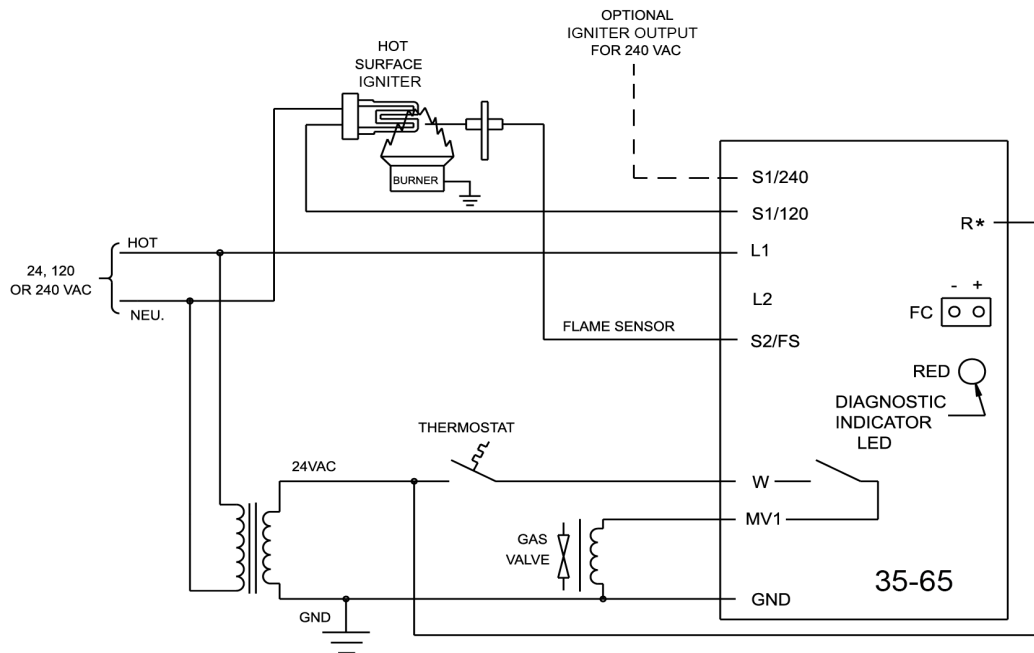 OPTIONAL
IGNITER OUTPUT
FOR 240 VAC
HOT
SURFACE
IGNITER
BURNER
S1/240
S1/120
R*
HOT
L1
24, 120
OR 240 VAC
L2
- +
FC
NEU.
FLAME SENSOR
S2/FS
RED
DIAGNOSTIC
INDICATOR
LED
THERMOSTAT
24VAC
W
MV1
GAS
VALVE
35-65
GND
GND